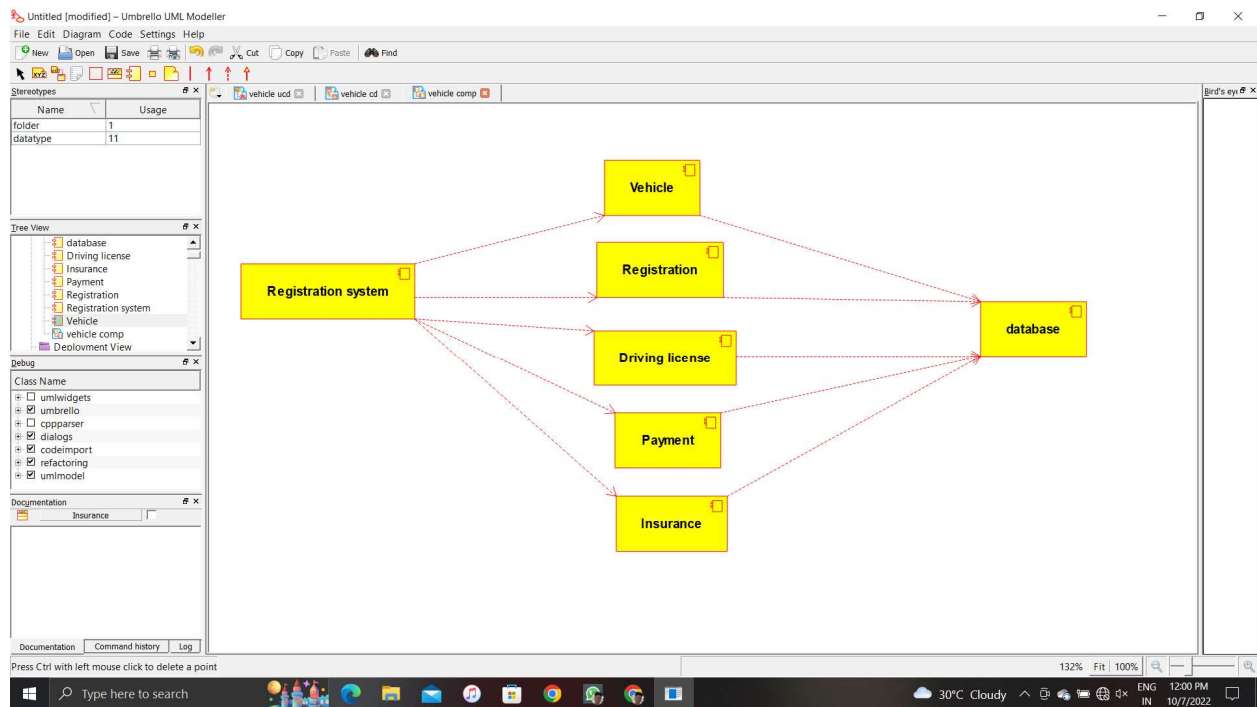 Untitled [modified] – Umbrello UML Modeller
File Edit Diagram Code Settings Help
New Open Save Cut Copy Paste Find
XYZ
Stereotypes
vehicle ucd vehicle cd vehicle comp
Name Usage
folder 1
datatype 11
Tree View
database
Driving license
Insurance
Payment
Registration
Registration system
Vehicle
vehicle comp
Deployment View
Debug
Class Name
umlwidgets
umbrello
cppparser
dialogs
codeimport
refactoring
umlmodel
Documentation
Insurance
Documentation Command history Log
Press Ctrl with left mouse click to delete a point
Vehicle
Registration
Registration system
Driving license
database
Payment
Insurance
Bird's eye
132% Fit 100%
Type here to search
30°C Cloudy
ENG
IN
12:00 PM
10/7/2022